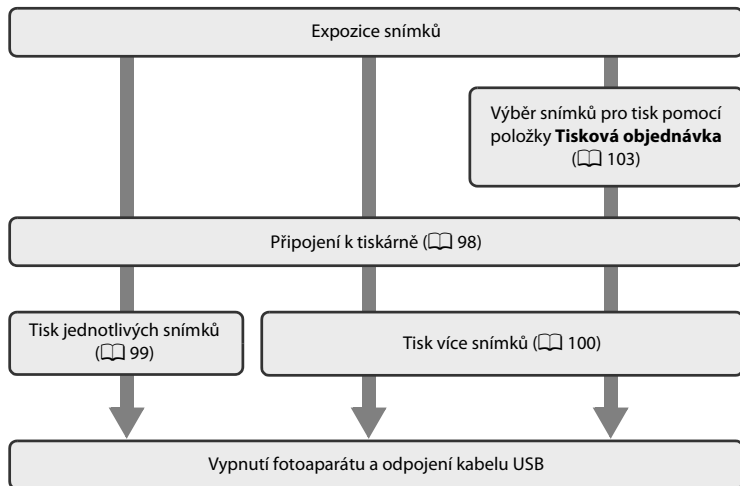 Expozice snímků
Výběr snímků pro tisk pomocí
položky Tisková objednávka
(📖 103)
Připojení k tiskárně (📖 98)
Tisk jednotlivých snímků
(📖 99)
Tisk více snímků (📖 100)
Vypnutí fotoaparátu a odpojení kabelu USB